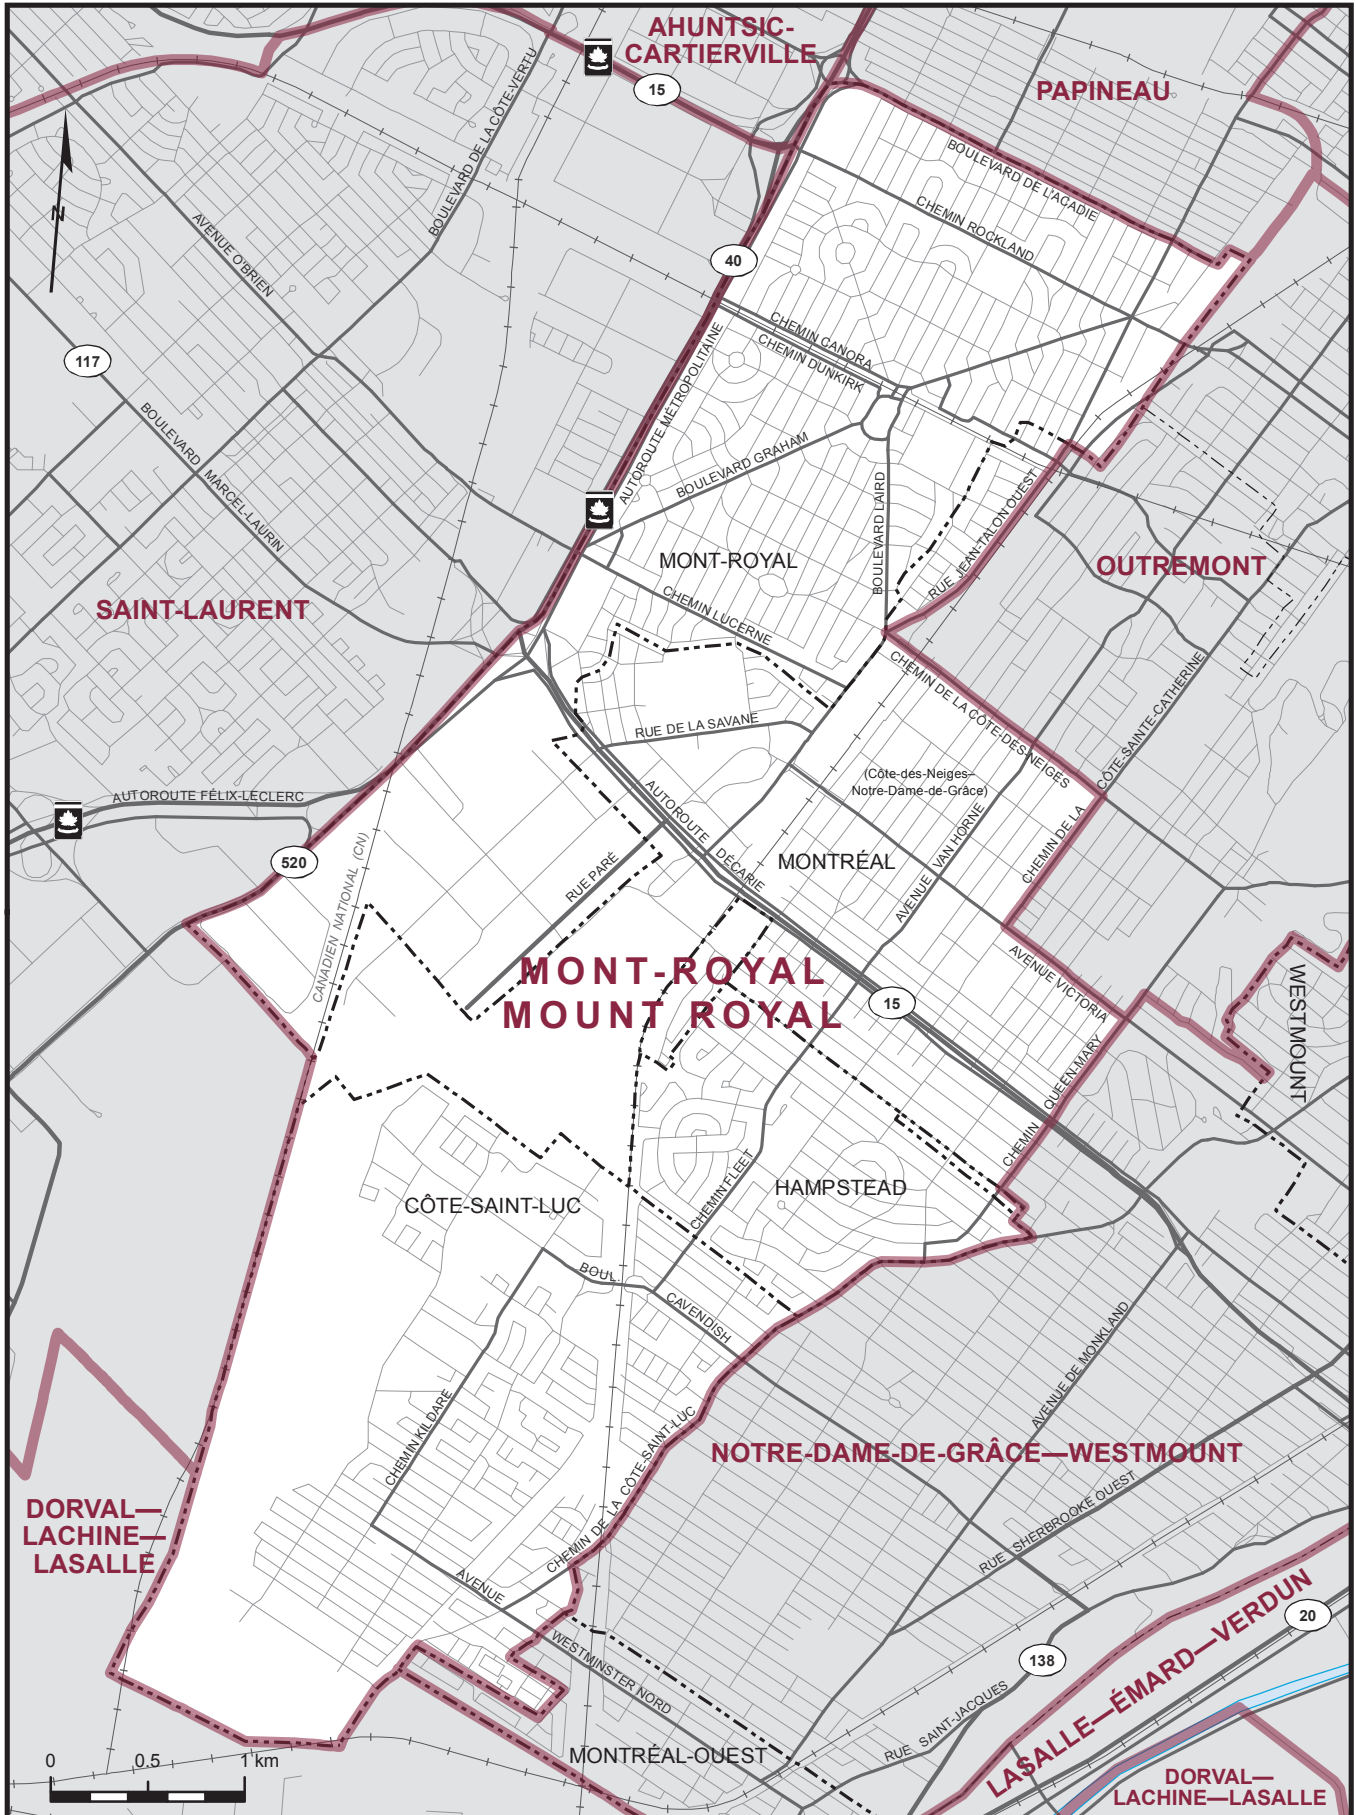 AHUNTSIC-
CARTIERVILLE
15
PAPINEAU
BOULEVARD DE LA CÔTE-VERTU
BOULEVARD DE L'ACADIE
CHEMIN ROCKLAND
N
AVENUE O'BRIEN
40
117
CHEMIN CANORA
CHEMIN DUNKIRK
AUTOROUTE MÉTROPOLITAINE
BOULEVARD MARCEL-LAURIN
BOULEVARD GRAHAM
BOULEVARD LAIRD
RUE JEAN-TALON OUEST
MONT-ROYAL
OUTREMONT
SAINT-LAURENT
CHEMIN LUCERNE
CHEMIN DE LA CÔTE-DES-NEIGES
RUE DE LA SAVANE
(Côte-des-Neiges–
Notre-Dame-de-Grâce)
CHEMIN DE LA CÔTE-SAINTE-CATHERINE
AUTOROUTE FÉLIX-LECLERC
AUTOROUTE DÉCARIE
520
CANADIEN NATIONAL (CN)
RUE PARÉ
MONTRÉAL
AVENUE VAN HORNE
MONT-ROYAL
MOUNT ROYAL
15
AVENUE VICTORIA
WESTMOUNT
CHEMIN QUEEN-MARY
CÔTE-SAINT-LUC
CHEMIN FLEET
HAMPSTEAD
BOUL. CAVENDISH
AVENUE DE MONKLAND
CHEMIN KILDARE
CHEMIN DE LA CÔTE-SAINT-LUC
NOTRE-DAME-DE-GRÂCE—WESTMOUNT
DORVAL—
LACHINE—
LASALLE
RUE SHERBROOKE OUEST
AVENUE WESTMINSTER NORD
LASALLE—ÉMARD—VERDUN
20
138
RUE SAINT-JACQUES
MONTRÉAL-OUEST
0 0.5 1 km
DORVAL—
LACHINE—LASALLE